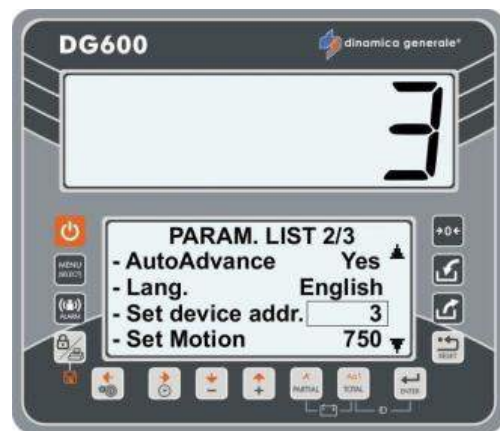 DG600 dinamica generale®
3
PARAM. LIST 2/3
- AutoAdvance Yes
- Lang. English
- Set device addr. 3
- Set Motion 750
MENU
(SELECT)
→0←
ALARM
RESET
PARTIAL
TOTAL
ENTER
ID